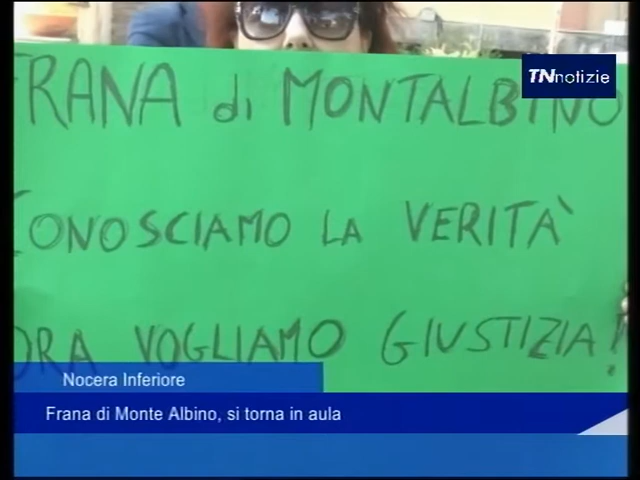 TNnotizie
FRANA di MONTALBINO
CONOSCIAMO LA VERITÀ
ORA VOGLIAMO GIUSTIZIA!
Nocera Inferiore
Frana di Monte Albino, si torna in aula